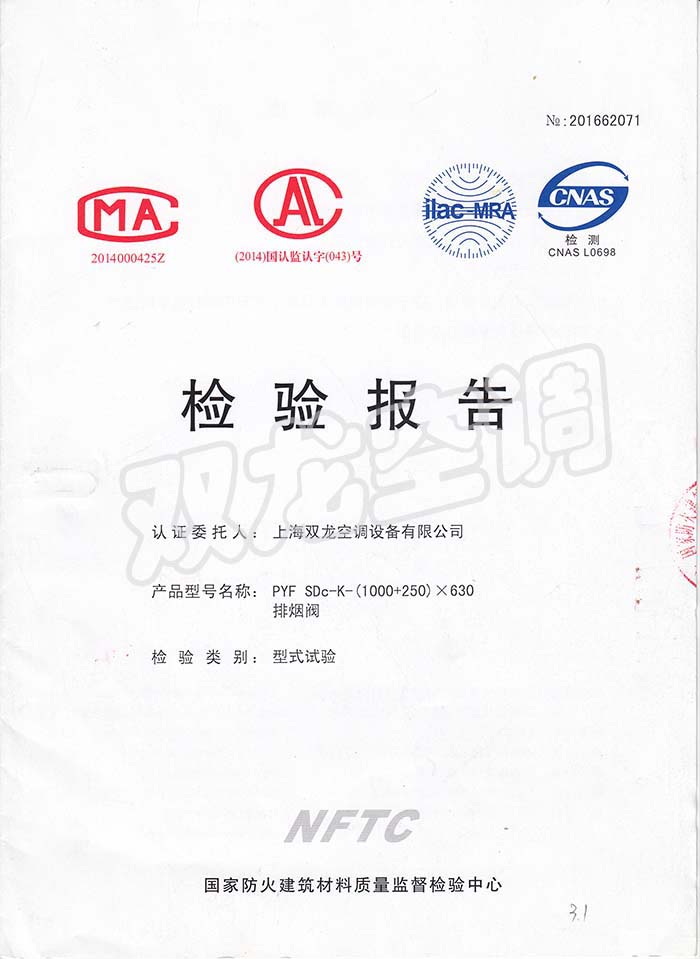 №:201662071
MA
2014000425Z
AL
(2014)国认监认字(043)号
ilac-MRA
CNAS
检 测
CNAS L0698
检验报告
双龙空调
认证委托人： 上海双龙空调设备有限公司
产品型号名称： PYF SDc-K-(1000+250)×630
排烟阀
检 验 类 别： 型式试验
NFTC
国家防火建筑材料质量监督检验中心
3.1